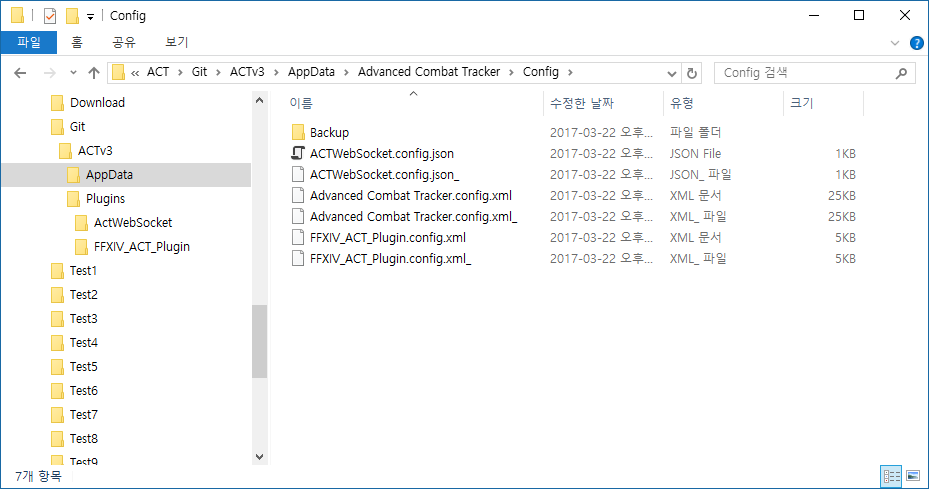 Config
파일 홈 공유 보기
« ACT > Git > ACTv3 > AppData > Advanced Combat Tracker > Config >
Config 검색
Download
Git
ACTv3
AppData
Plugins
ActWebSocket
FFXIV_ACT_Plugin
Test1
Test2
Test3
Test4
Test5
Test6
Test7
Test8
Test9
이름 수정한 날짜 유형 크기
Backup 2017-03-22 오후... 파일 폴더
ACTWebSocket.config.json 2017-03-22 오후... JSON File 1KB
ACTWebSocket.config.json_ 2017-03-22 오후... JSON_ 파일 1KB
Advanced Combat Tracker.config.xml 2017-03-22 오후... XML 문서 25KB
Advanced Combat Tracker.config.xml_ 2017-03-22 오후... XML_ 파일 25KB
FFXIV_ACT_Plugin.config.xml 2017-03-22 오후... XML 문서 5KB
FFXIV_ACT_Plugin.config.xml_ 2017-03-22 오후... XML_ 파일 5KB
7개 항목